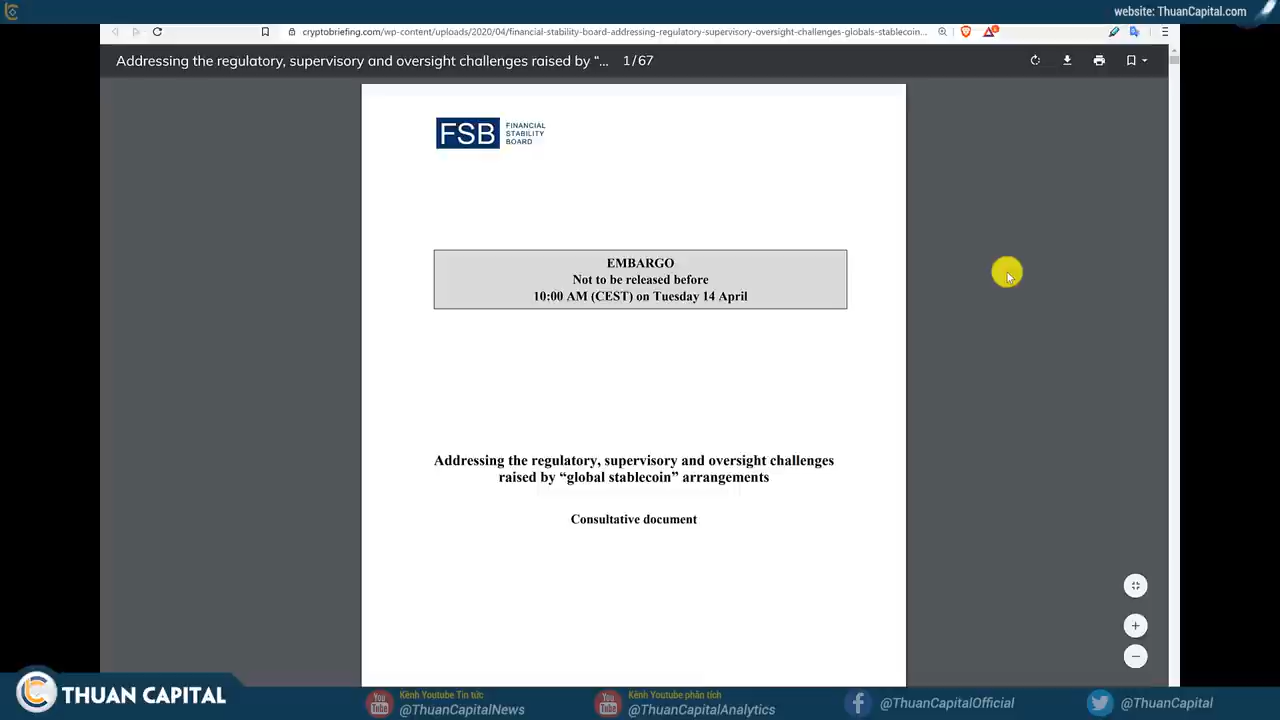 website: ThuanCapital.com
cryptobriefing.com/wp-content/uploads/2020/04/financial-stability-board-addressing-regulatory-supervisory-oversight-challenges-globals-stablecoin...
Addressing the regulatory, supervisory and oversight challenges raised by “... 1/67
FSB FINANCIAL
STABILITY
BOARD
EMBARGO
Not to be released before
10:00 AM (CEST) on Tuesday 14 April
Addressing the regulatory, supervisory and oversight challenges
raised by “global stablecoin” arrangements
Consultative document
THUAN CAPITAL
You Tube
Kênh Youtube Tin tức
@ThuanCapitalNews
You Tube
Kênh Youtube phân tích
@ThuanCapitalAnalytics
@ThuanCapitalOfficial
@ThuanCapital